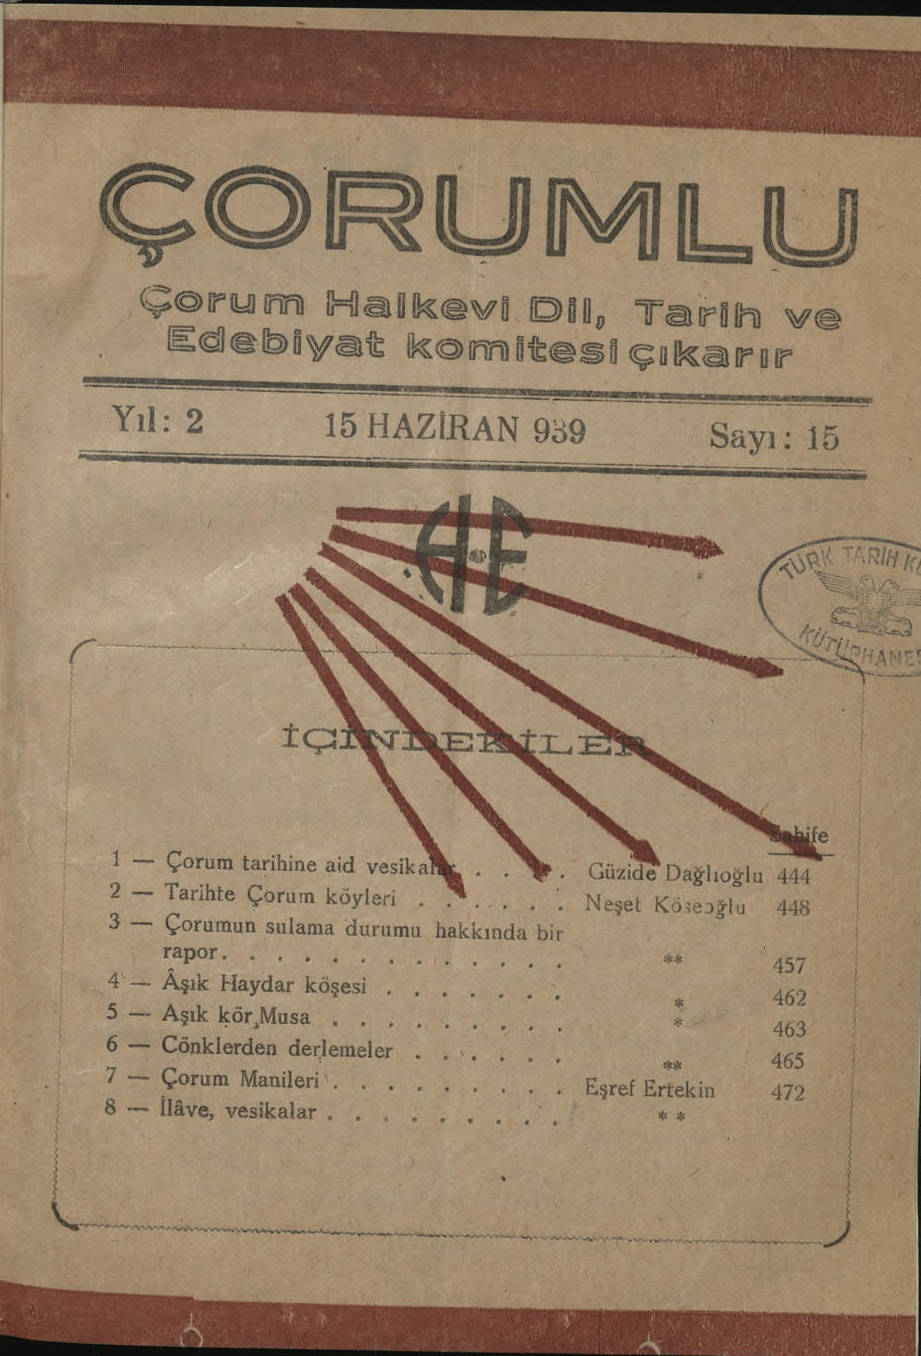 ÇORUMLU
Çorum Halkevi Dil, Tarih ve
Edebiyat komitesi çıkarır
Yıl: 2 15 HAZİRAN 939 Sayı: 15
H·E
TÜRK TARİH
KÜTÜPHANES
İÇİNDEKİLER
Sahife
1 — Çorum tarihine aid vesikalar . . . . Güzide Dağlıoğlu 444
2 — Tarihte Çorum köyleri . . . . . . Neşet Köseoğlu 448
3 — Çorumun sulama durumu hakkında bir
rapor. . . . . . . . . . . . . ** 457
4 — Âşık Haydar köşesi . . . . . . . * 462
5 — Aşık kör Musa . . . . . . . . . * 463
6 — Cönklerden derlemeler . . . . . . ** 465
7 — Çorum Manileri . . . . . . . . . Eşref Ertekin 472
8 — İlâve, vesikalar . . . . . . . . . * *